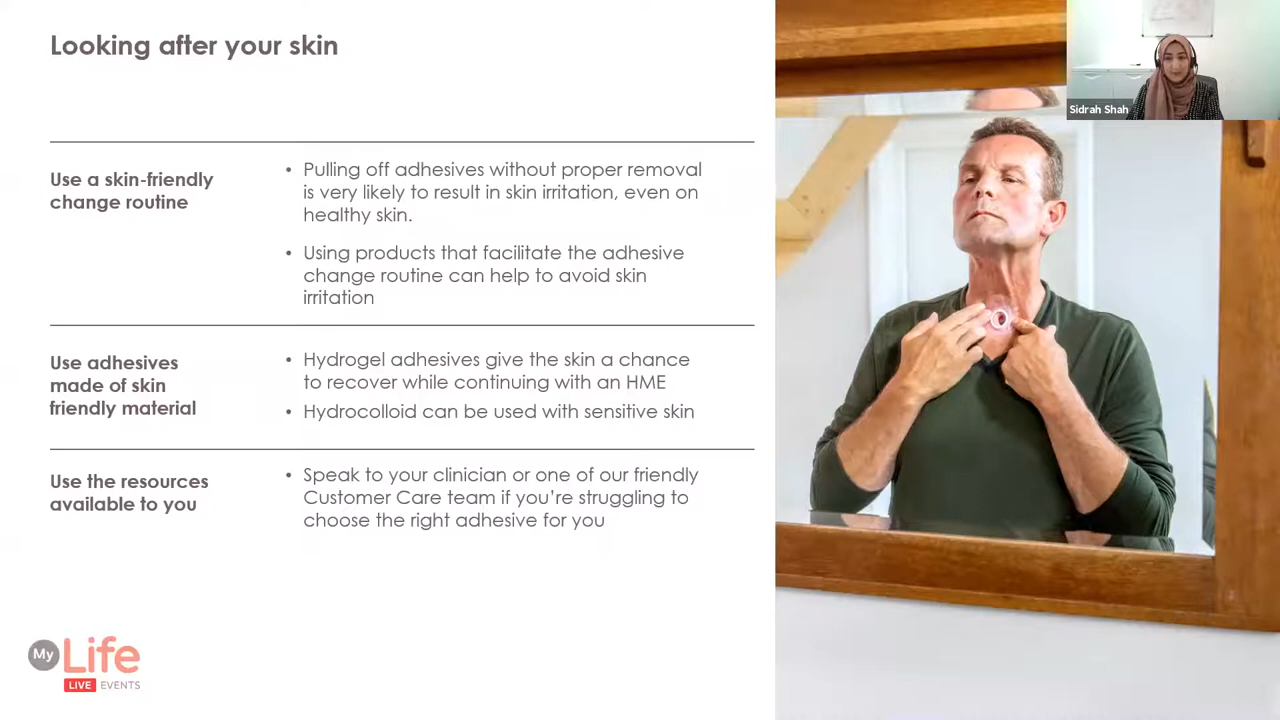 Looking after your skin
Sidrah Shah
Use a skin-friendly
change routine
• Pulling off adhesives without proper removal
is very likely to result in skin irritation, even on
healthy skin.
• Using products that facilitate the adhesive
change routine can help to avoid skin
irritation
Use adhesives
made of skin
friendly material
• Hydrogel adhesives give the skin a chance
to recover while continuing with an HME
• Hydrocolloid can be used with sensitive skin
Use the resources
available to you
• Speak to your clinician or one of our friendly
Customer Care team if you’re struggling to
choose the right adhesive for you
My Life
LIVE EVENTS